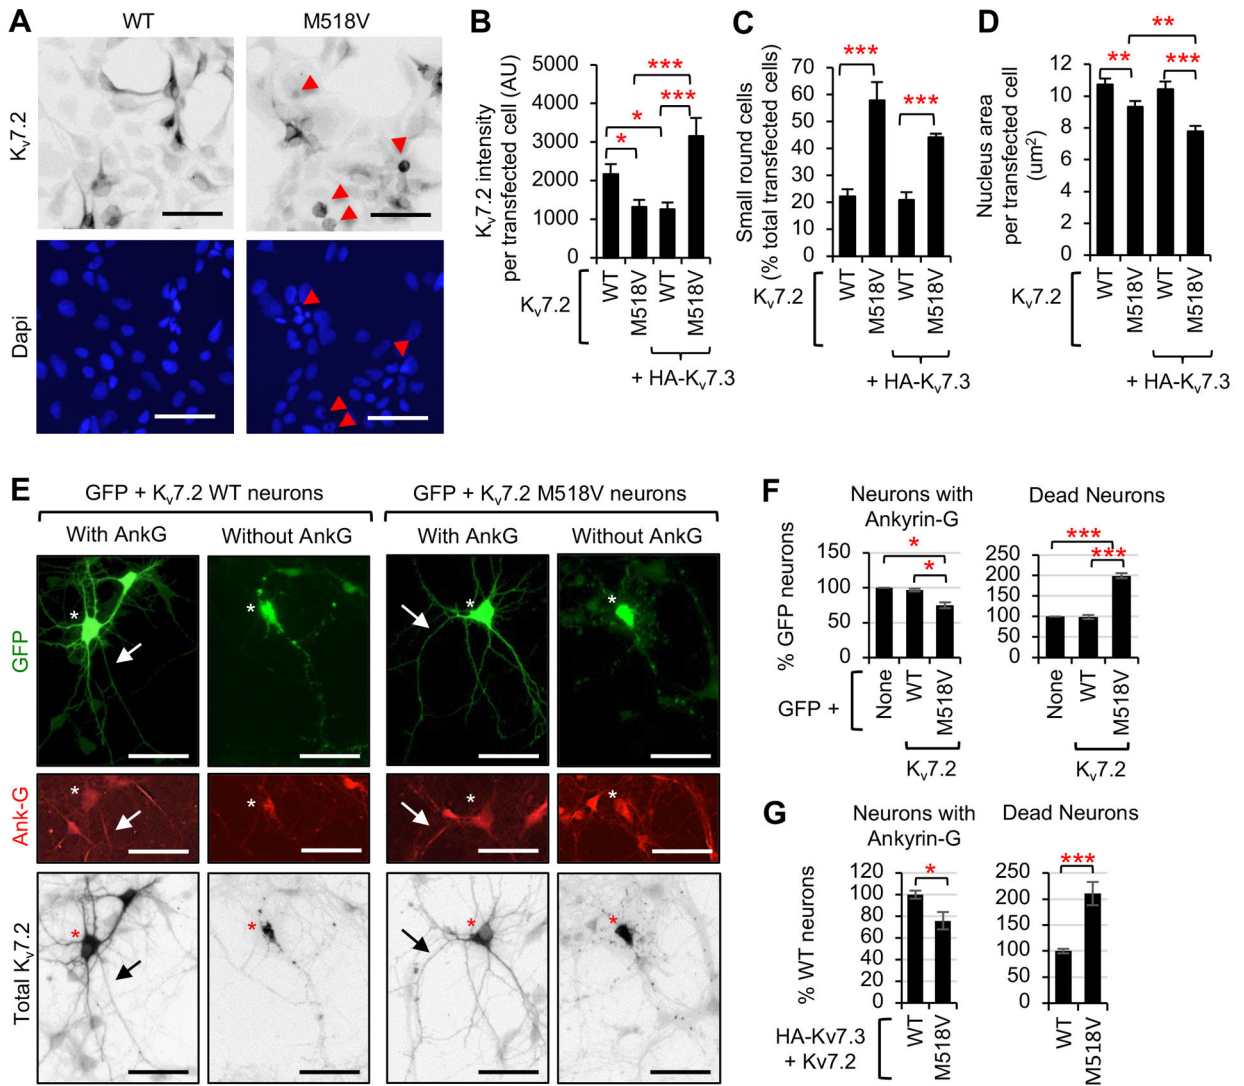 A
WT
M518V
Kv7.2
Dapi
B
Kv7.2 intensity
per transfected cell (AU)
5000
4000
3000
2000
1000
0
***
***
*
*
Kv7.2
WT
M518V
WT
M518V
+ HA-Kv7.3
C
Small round cells
(% total transfected cells)
70
60
50
40
30
20
10
0
***
***
Kv7.2
WT
M518V
WT
M518V
+ HA-Kv7.3
D
Nucleus area
per transfected cell
(um2)
12
10
8
6
4
2
0
**
**
***
Kv7.2
WT
M518V
WT
M518V
+ HA-Kv7.3
E
GFP + Kv7.2 WT neurons
GFP + Kv7.2 M518V neurons
With AnkG
Without AnkG
With AnkG
Without AnkG
GFP
* * * *
Ank-G
* * * *
Total Kv7.2
* * * *
F
Neurons with
Ankyrin-G
% GFP neurons
150
100
50
0
*
*
GFP +
None
WT
M518V
Kv7.2
Dead Neurons
250
200
150
100
50
0
***
***
None
WT
M518V
Kv7.2
G
Neurons with
Ankyrin-G
% WT neurons
120
100
80
60
40
20
0
*
HA-Kv7.3
+ Kv7.2
WT
M518V
Dead Neurons
250
200
150
100
50
0
***
WT
M518V